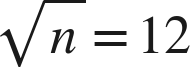 √n = 12